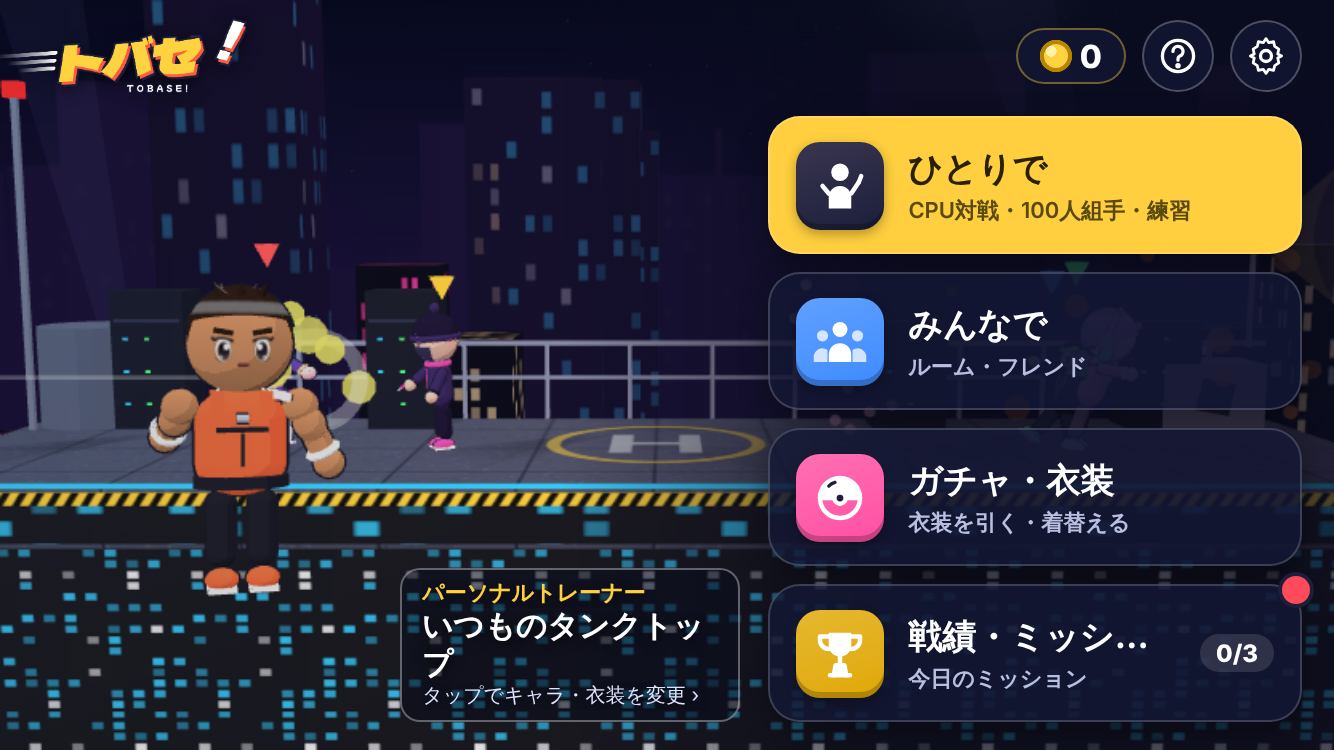 トバセ!
TOBASE!
0
ひとりで
CPU対戦・100人組手・練習
みんなで
ルーム・フレンド
ガチャ・衣装
衣装を引く・着替える
戦績・ミッシ...
今日のミッション
0/3
パーソナルトレーナー
いつものタンクトッ
プ
タップでキャラ・衣装を変更 ›